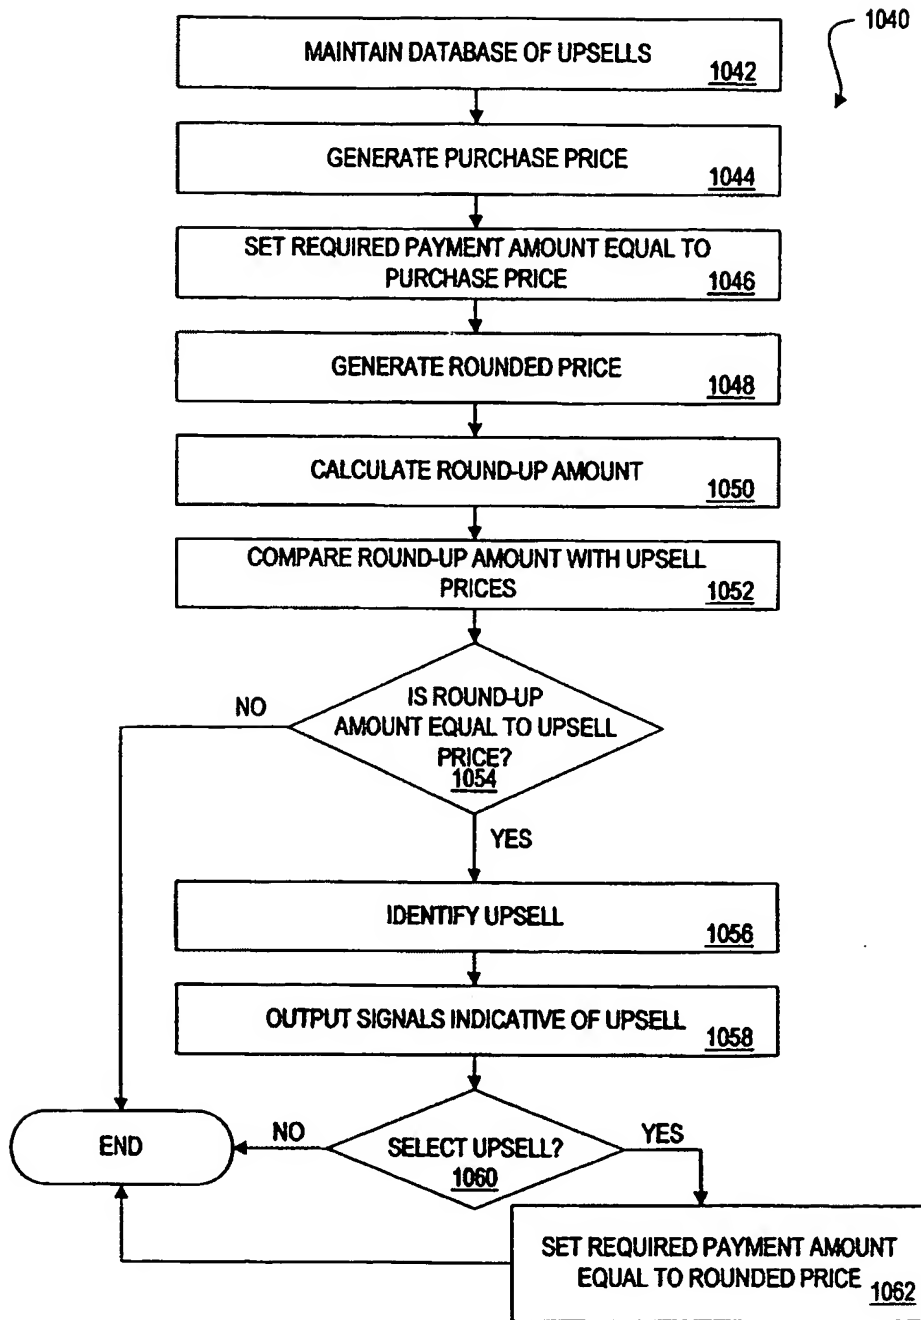 1040
MAINTAIN DATABASE OF UPSELLS
1042
GENERATE PURCHASE PRICE
1044
SET REQUIRED PAYMENT AMOUNT EQUAL TO
PURCHASE PRICE
1046
GENERATE ROUNDED PRICE
1048
CALCULATE ROUND-UP AMOUNT
1050
COMPARE ROUND-UP AMOUNT WITH UPSELL
PRICES
1052
IS ROUND-UP
AMOUNT EQUAL TO UPSELL
PRICE?
1054
NO
YES
IDENTIFY UPSELL
1056
OUTPUT SIGNALS INDICATIVE OF UPSELL
1058
SELECT UPSELL?
1060
NO
YES
END
SET REQUIRED PAYMENT AMOUNT
EQUAL TO ROUNDED PRICE
1062